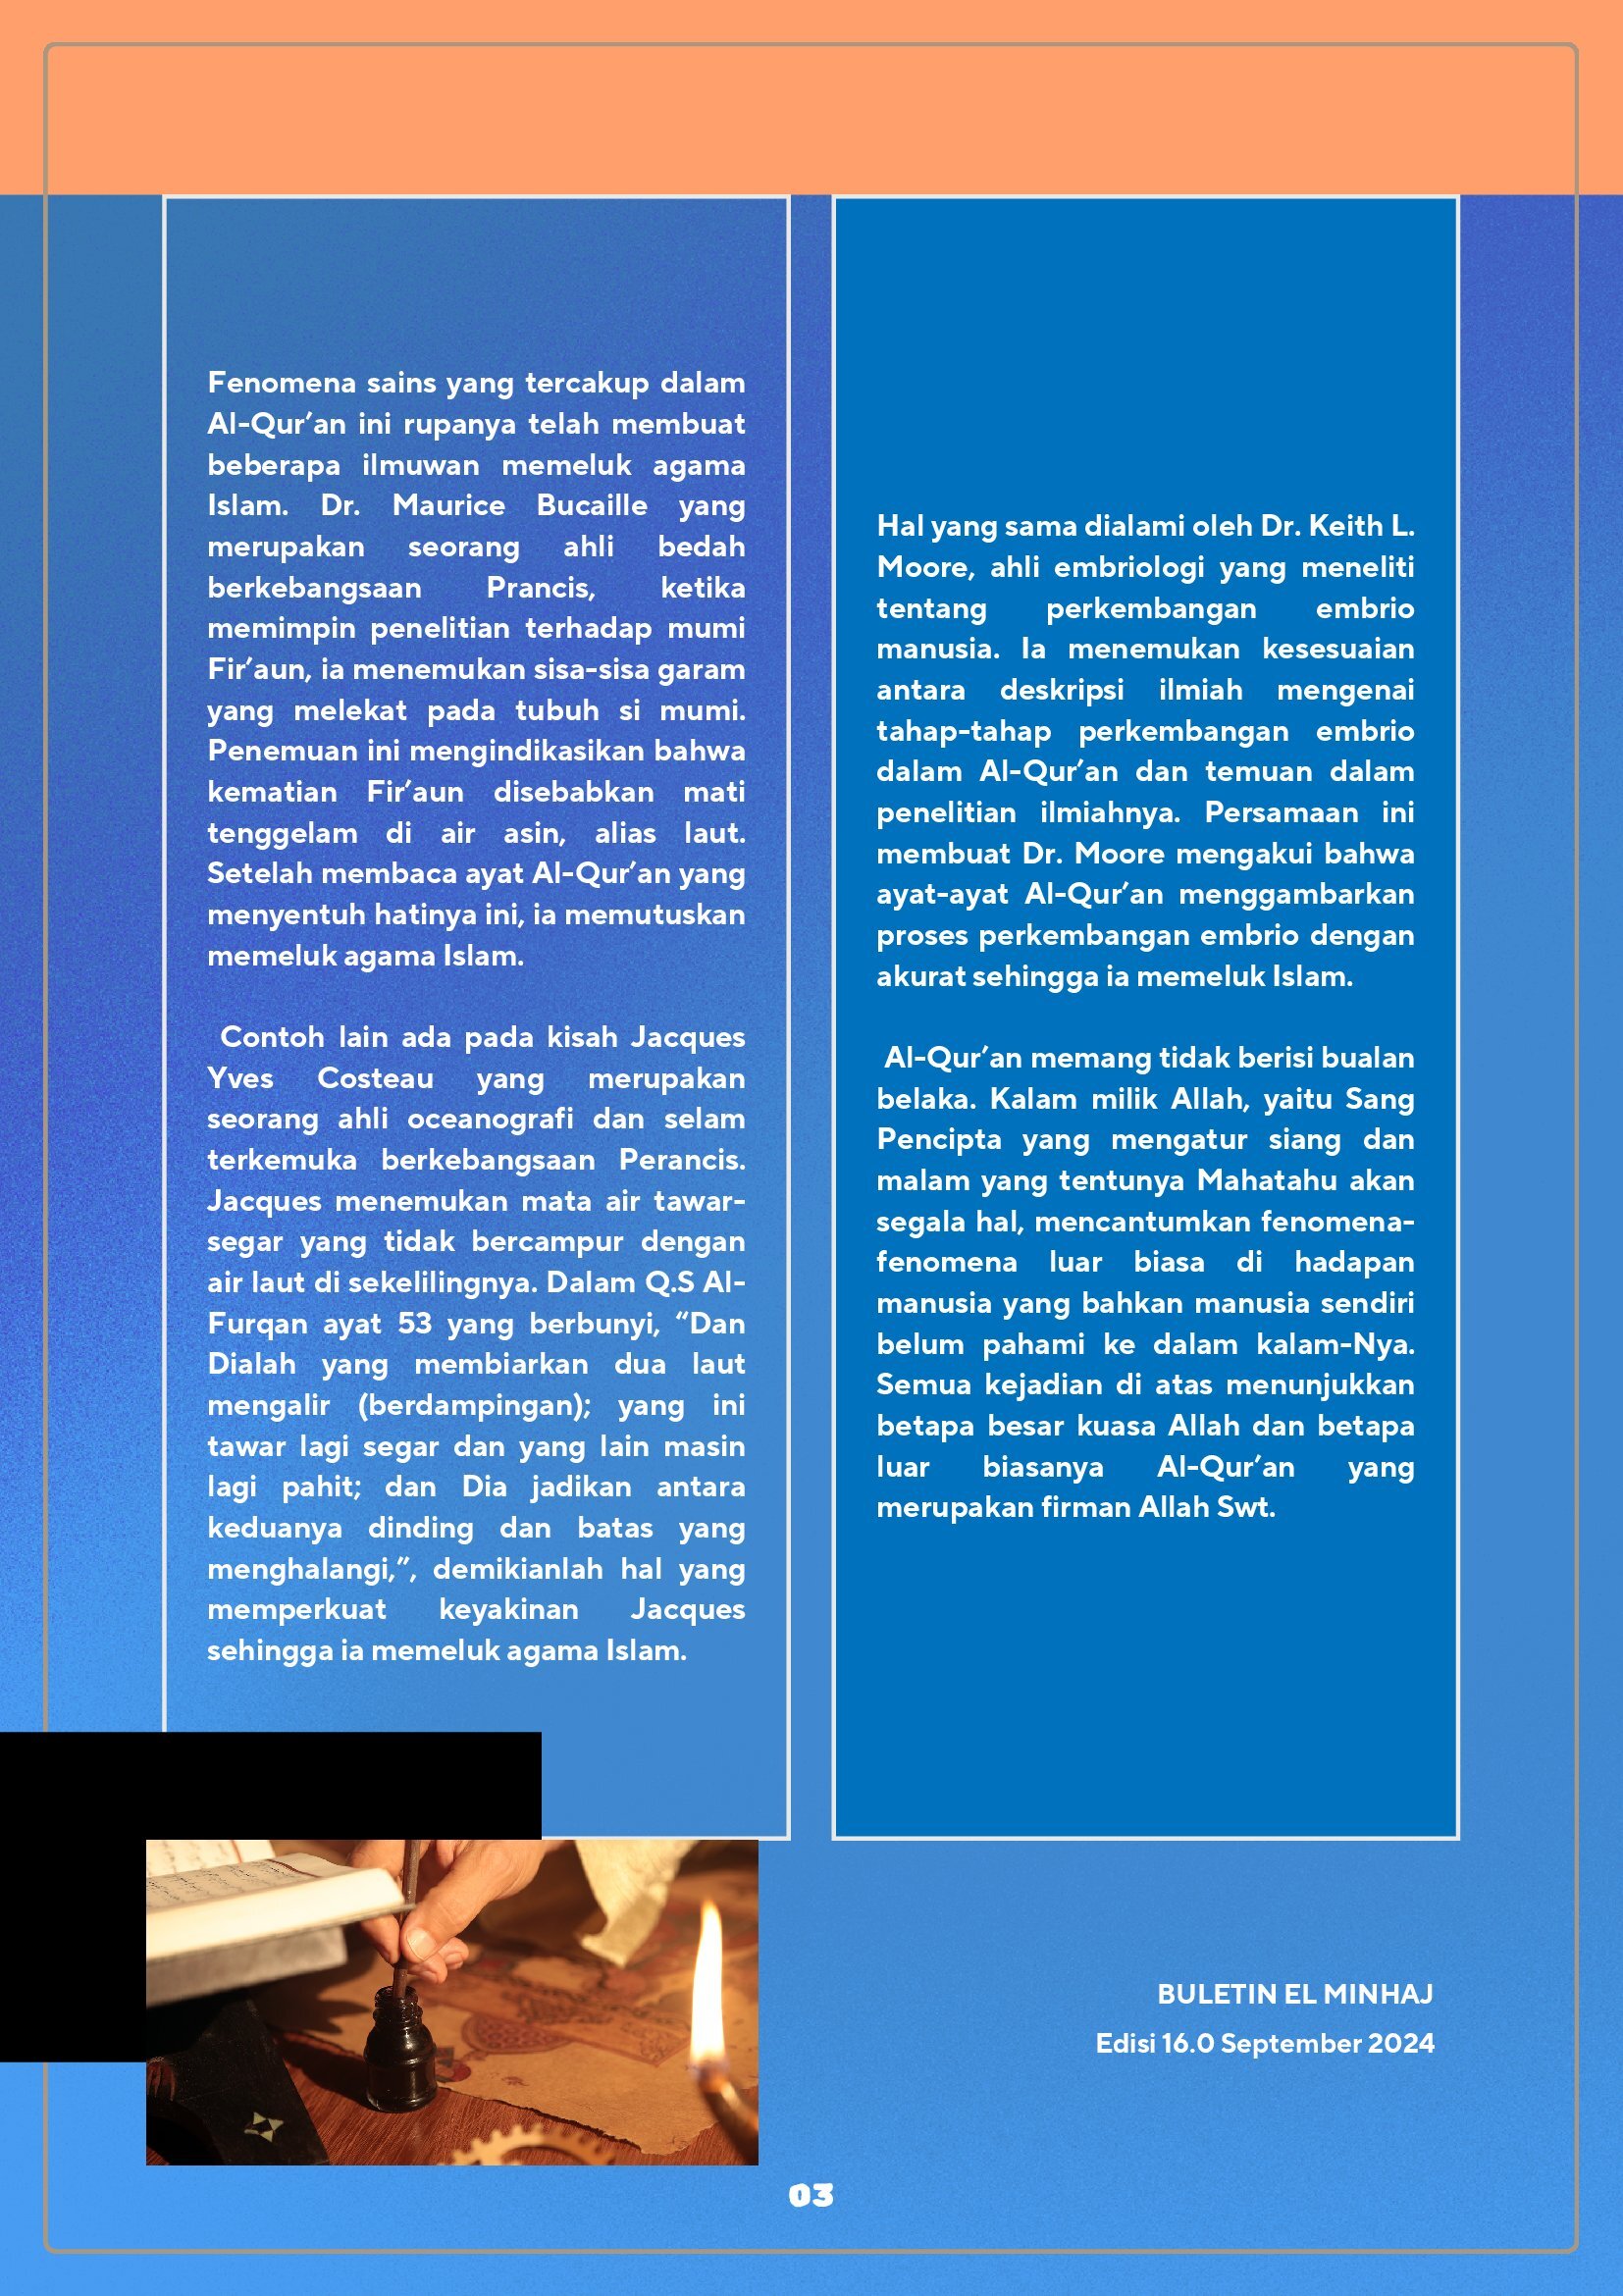 Fenomena sains yang tercakup dalam
Al-Qur’an ini rupanya telah membuat
beberapa ilmuwan memeluk agama
Islam. Dr. Maurice Bucaille yang
merupakan seorang ahli bedah
berkebangsaan Prancis, ketika
memimpin penelitian terhadap mumi
Fir’aun, ia menemukan sisa-sisa garam
yang melekat pada tubuh si mumi.
Penemuan ini mengindikasikan bahwa
kematian Fir’aun disebabkan mati
tenggelam di air asin, alias laut.
Setelah membaca ayat Al-Qur’an yang
menyentuh hatinya ini, ia memutuskan
memeluk agama Islam.
Contoh lain ada pada kisah Jacques
Yves Costeau yang merupakan
seorang ahli oceanografi dan selam
terkemuka berkebangsaan Perancis.
Jacques menemukan mata air tawar-
segar yang tidak bercampur dengan
air laut di sekelilingnya. Dalam Q.S Al-
Furqan ayat 53 yang berbunyi, “Dan
Dialah yang membiarkan dua laut
mengalir (berdampingan); yang ini
tawar lagi segar dan yang lain masin
lagi pahit; dan Dia jadikan antara
keduanya dinding dan batas yang
menghalangi,”, demikianlah hal yang
memperkuat keyakinan Jacques
sehingga ia memeluk agama Islam.
Hal yang sama dialami oleh Dr. Keith L.
Moore, ahli embriologi yang meneliti
tentang perkembangan embrio
manusia. Ia menemukan kesesuaian
antara deskripsi ilmiah mengenai
tahap-tahap perkembangan embrio
dalam Al-Qur’an dan temuan dalam
penelitian ilmiahnya. Persamaan ini
membuat Dr. Moore mengakui bahwa
ayat-ayat Al-Qur’an menggambarkan
proses perkembangan embrio dengan
akurat sehingga ia memeluk Islam.
Al-Qur’an memang tidak berisi bualan
belaka. Kalam milik Allah, yaitu Sang
Pencipta yang mengatur siang dan
malam yang tentunya Mahatahu akan
segala hal, mencantumkan fenomena-
fenomena luar biasa di hadapan
manusia yang bahkan manusia sendiri
belum pahami ke dalam kalam-Nya.
Semua kejadian di atas menunjukkan
betapa besar kuasa Allah dan betapa
luar biasanya Al-Qur’an yang
merupakan firman Allah Swt.
BULETIN EL MINHAJ
Edisi 16.0 September 2024
03